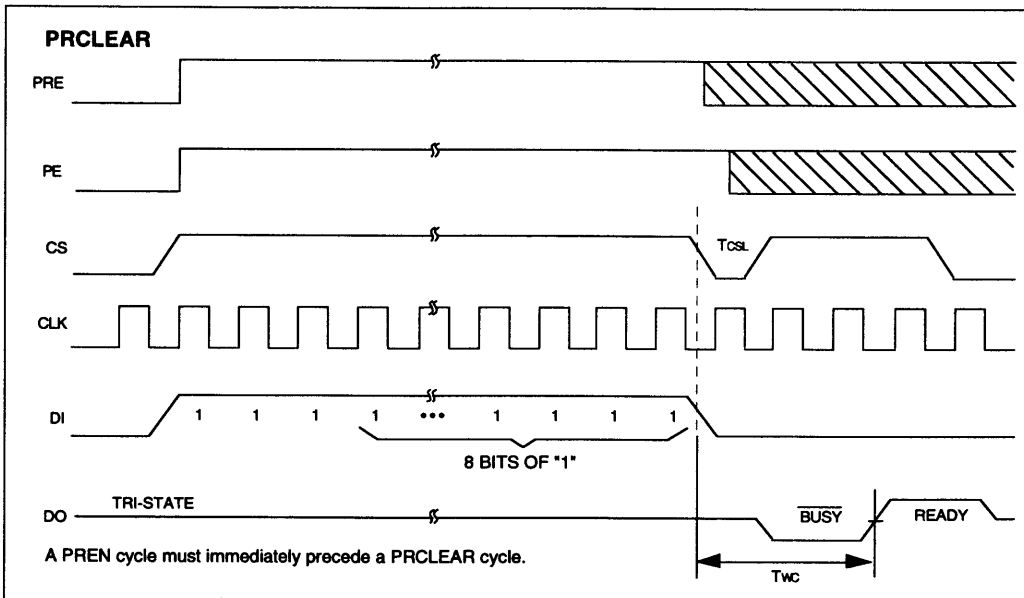 PRCLEAR
PRE
PE
CS
TCSL
CLK
DI
1 1 1 1 ••• 1 1 1 1
8 BITS OF "1"
TRI-STATE
DO
BUSY
READY
A PREN cycle must immediately precede a PRCLEAR cycle.
TWC